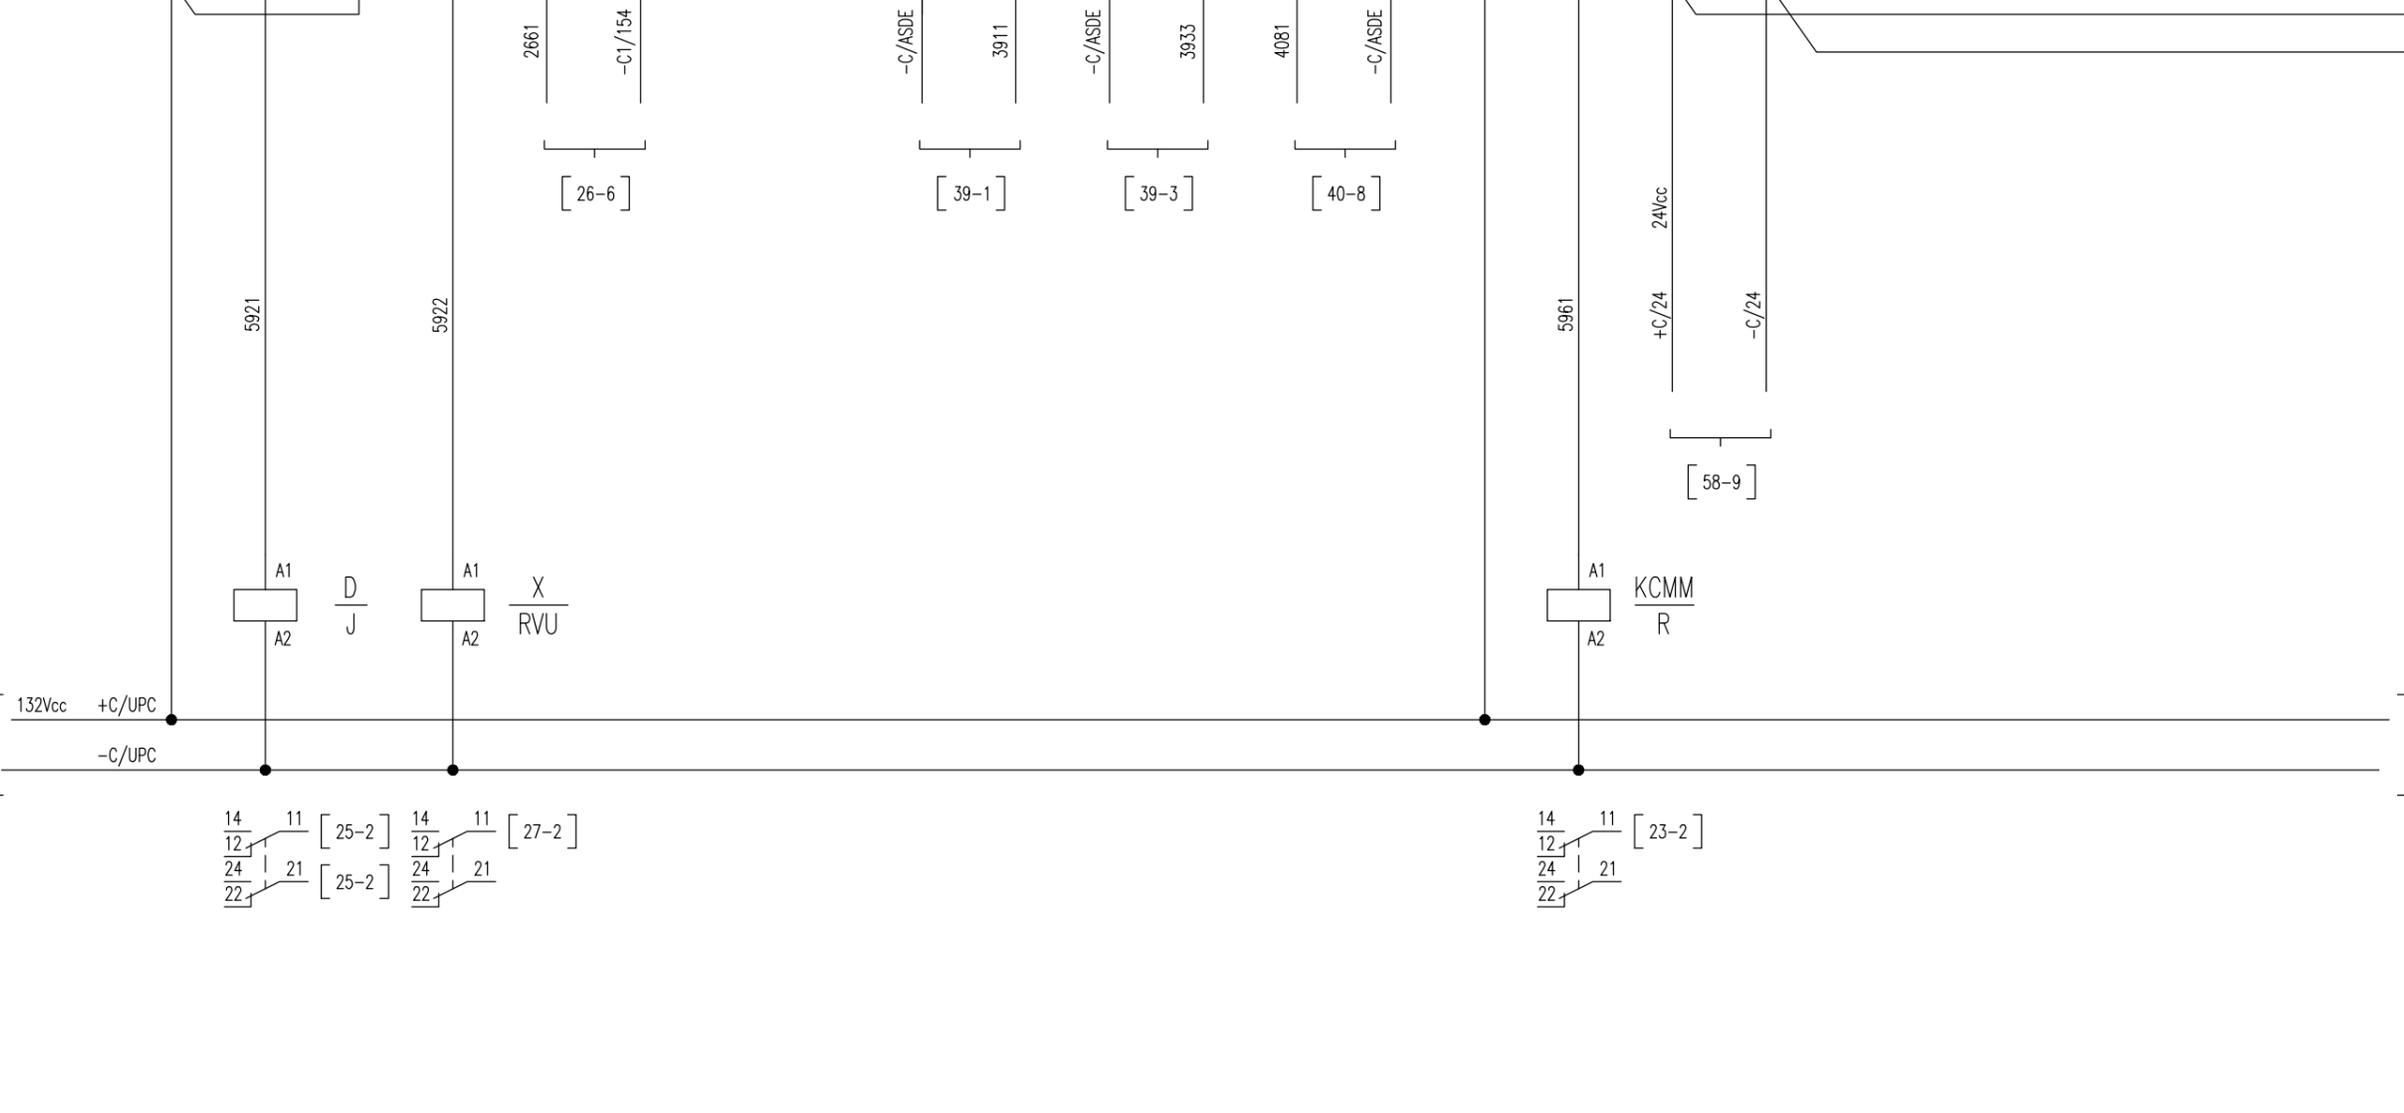 2661
-C1/154
-C/ASDE
3911
-C/ASDE
3933
4081
-C/ASDE
[26-6]
[39-1]
[39-3]
[40-8]
24Vcc
5921
5922
5961
+C/24
-C/24
[58-9]
A1
D
J
A2
A1
X
RVU
A2
A1
KCMM
R
A2
132Vcc +C/UPC
-C/UPC
14 11 [25-2]
12
24 21 [25-2]
22
14 11 [27-2]
12
24 21
22
14 11 [23-2]
12
24 21
22